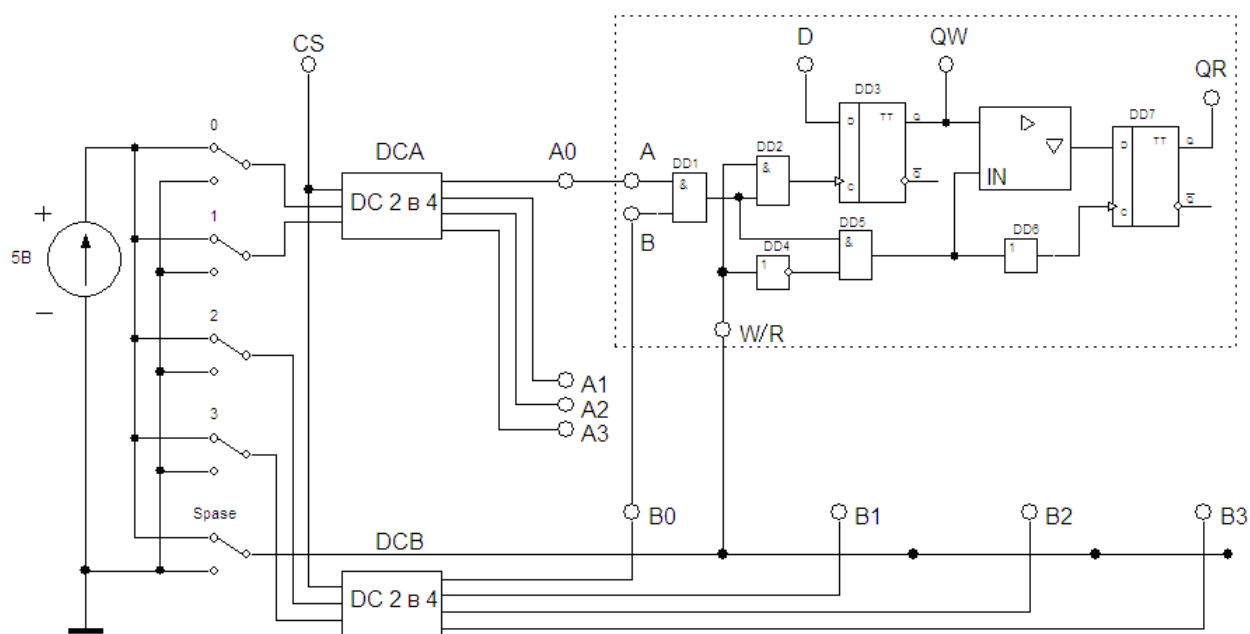 CS
D
QW
QR
0
DD3
D
TT
Q
C
Q
DD7
D
TT
Q
C
Q
DCA
DC 2 в 4
A0
A
DD1
&
DD2
&
IN
B
1
DD4
1
DD5
&
DD6
1
+
5В
—
W/R
2
A1
A2
A3
3
Spase
DCB
DC 2 в 4
B0
B1
B2
B3